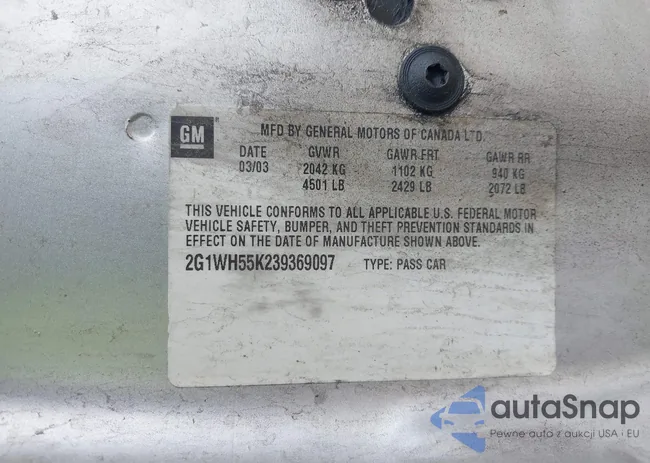 GM
MFD BY GENERAL MOTORS OF CANADA LTD.
DATE GVWR GAWR FRT GAWR RR
03/03 2042 KG 1102 KG 940 KG
4501 LB 2429 LB 2072 LB
THIS VEHICLE CONFORMS TO ALL APPLICABLE U.S. FEDERAL MOTOR
VEHICLE SAFETY, BUMPER, AND THEFT PREVENTION STANDARDS IN
EFFECT ON THE DATE OF MANUFACTURE SHOWN ABOVE.
2G1WH55K239369097 TYPE: PASS CAR
autaSnap
Pewne auta z aukcji USA i EU